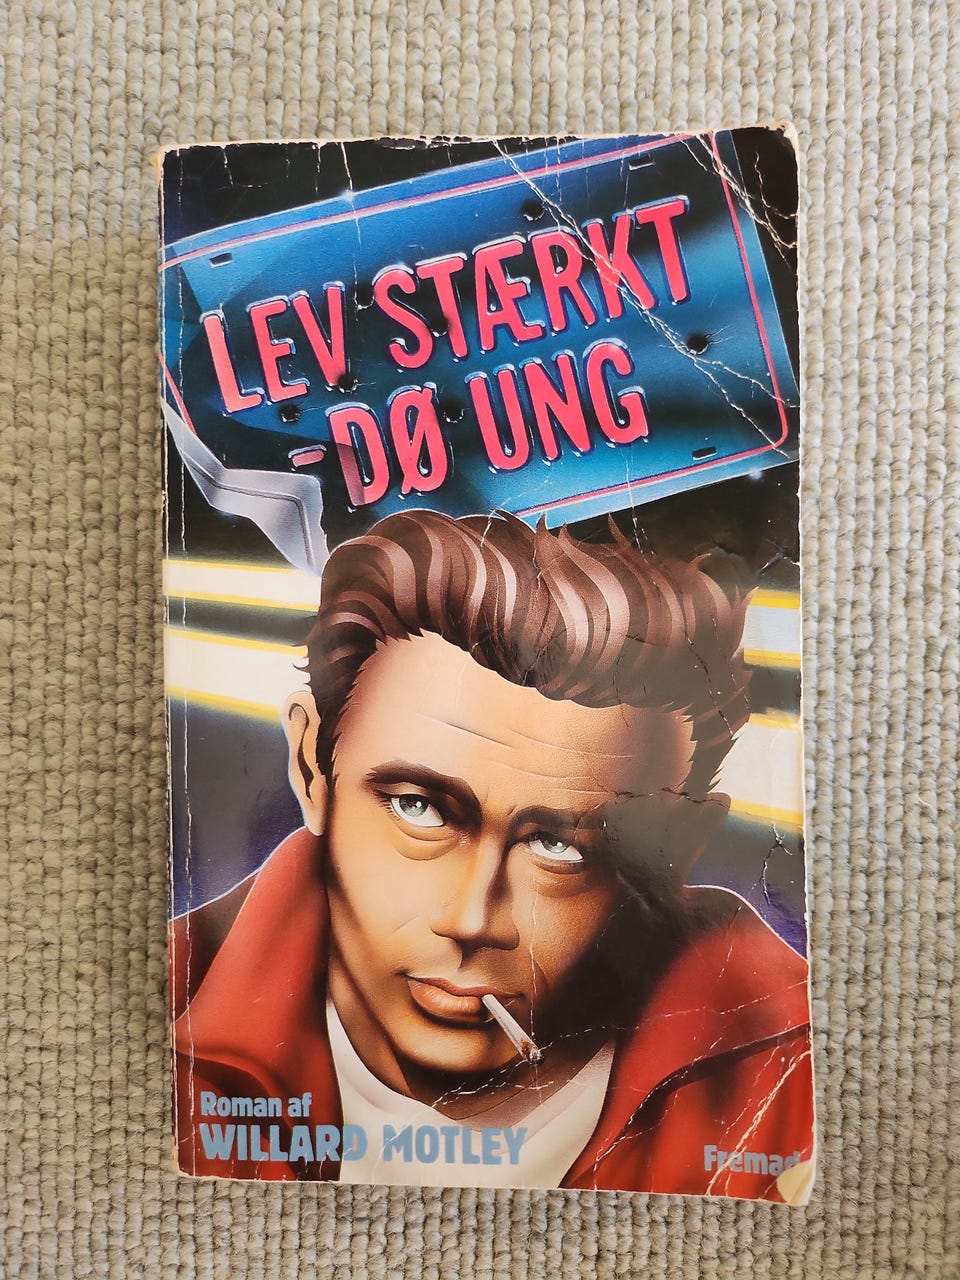 LEV STÆRKT
-DØ UNG
Roman af
WILLARD MOTLEY
Fremad